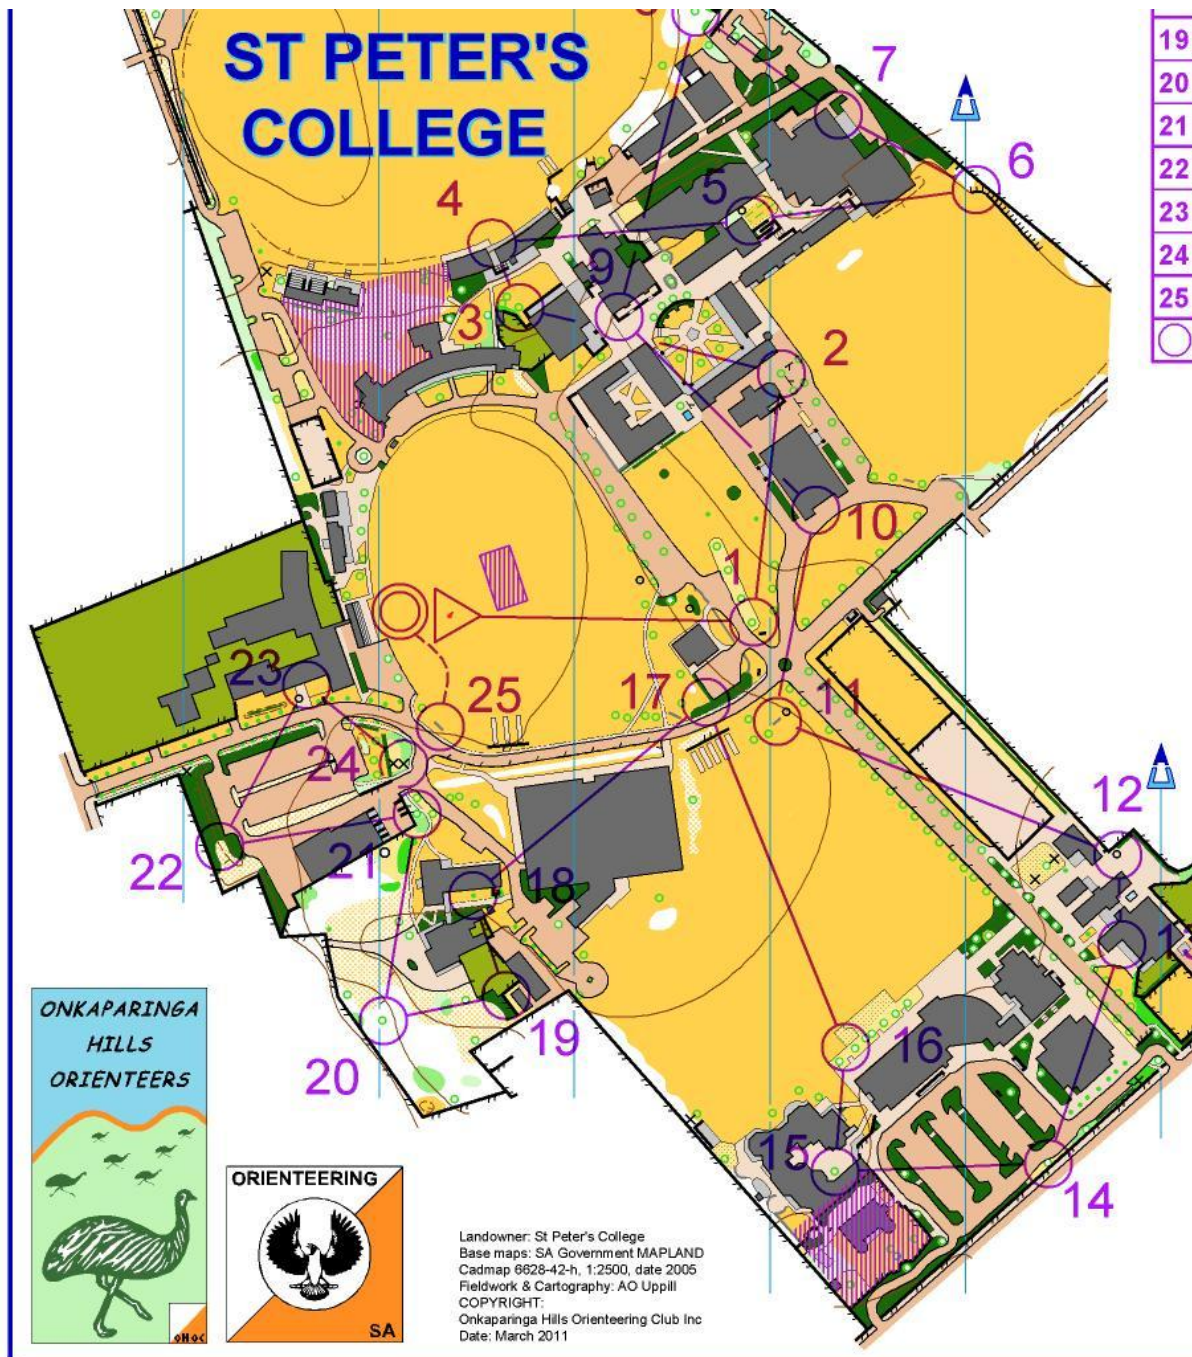 ST PETER'S
COLLEGE
19
20
21
22
23
24
25
7
6
5
4
9
3
2
10
1
17
11
25
23
24
12
22
21
18
16
19
20
15
14
ONKAPARINGA
HILLS
ORIENTEERS
OHOC
ORIENTEERING
SA
Landowner: St Peter's College
Base maps: SA Government MAPLAND
Cadmap 6628-42-h, 1:2500, date 2005
Fieldwork & Cartography: AO Uppill
COPYRIGHT:
Onkaparinga Hills Orienteering Club Inc
Date: March 2011